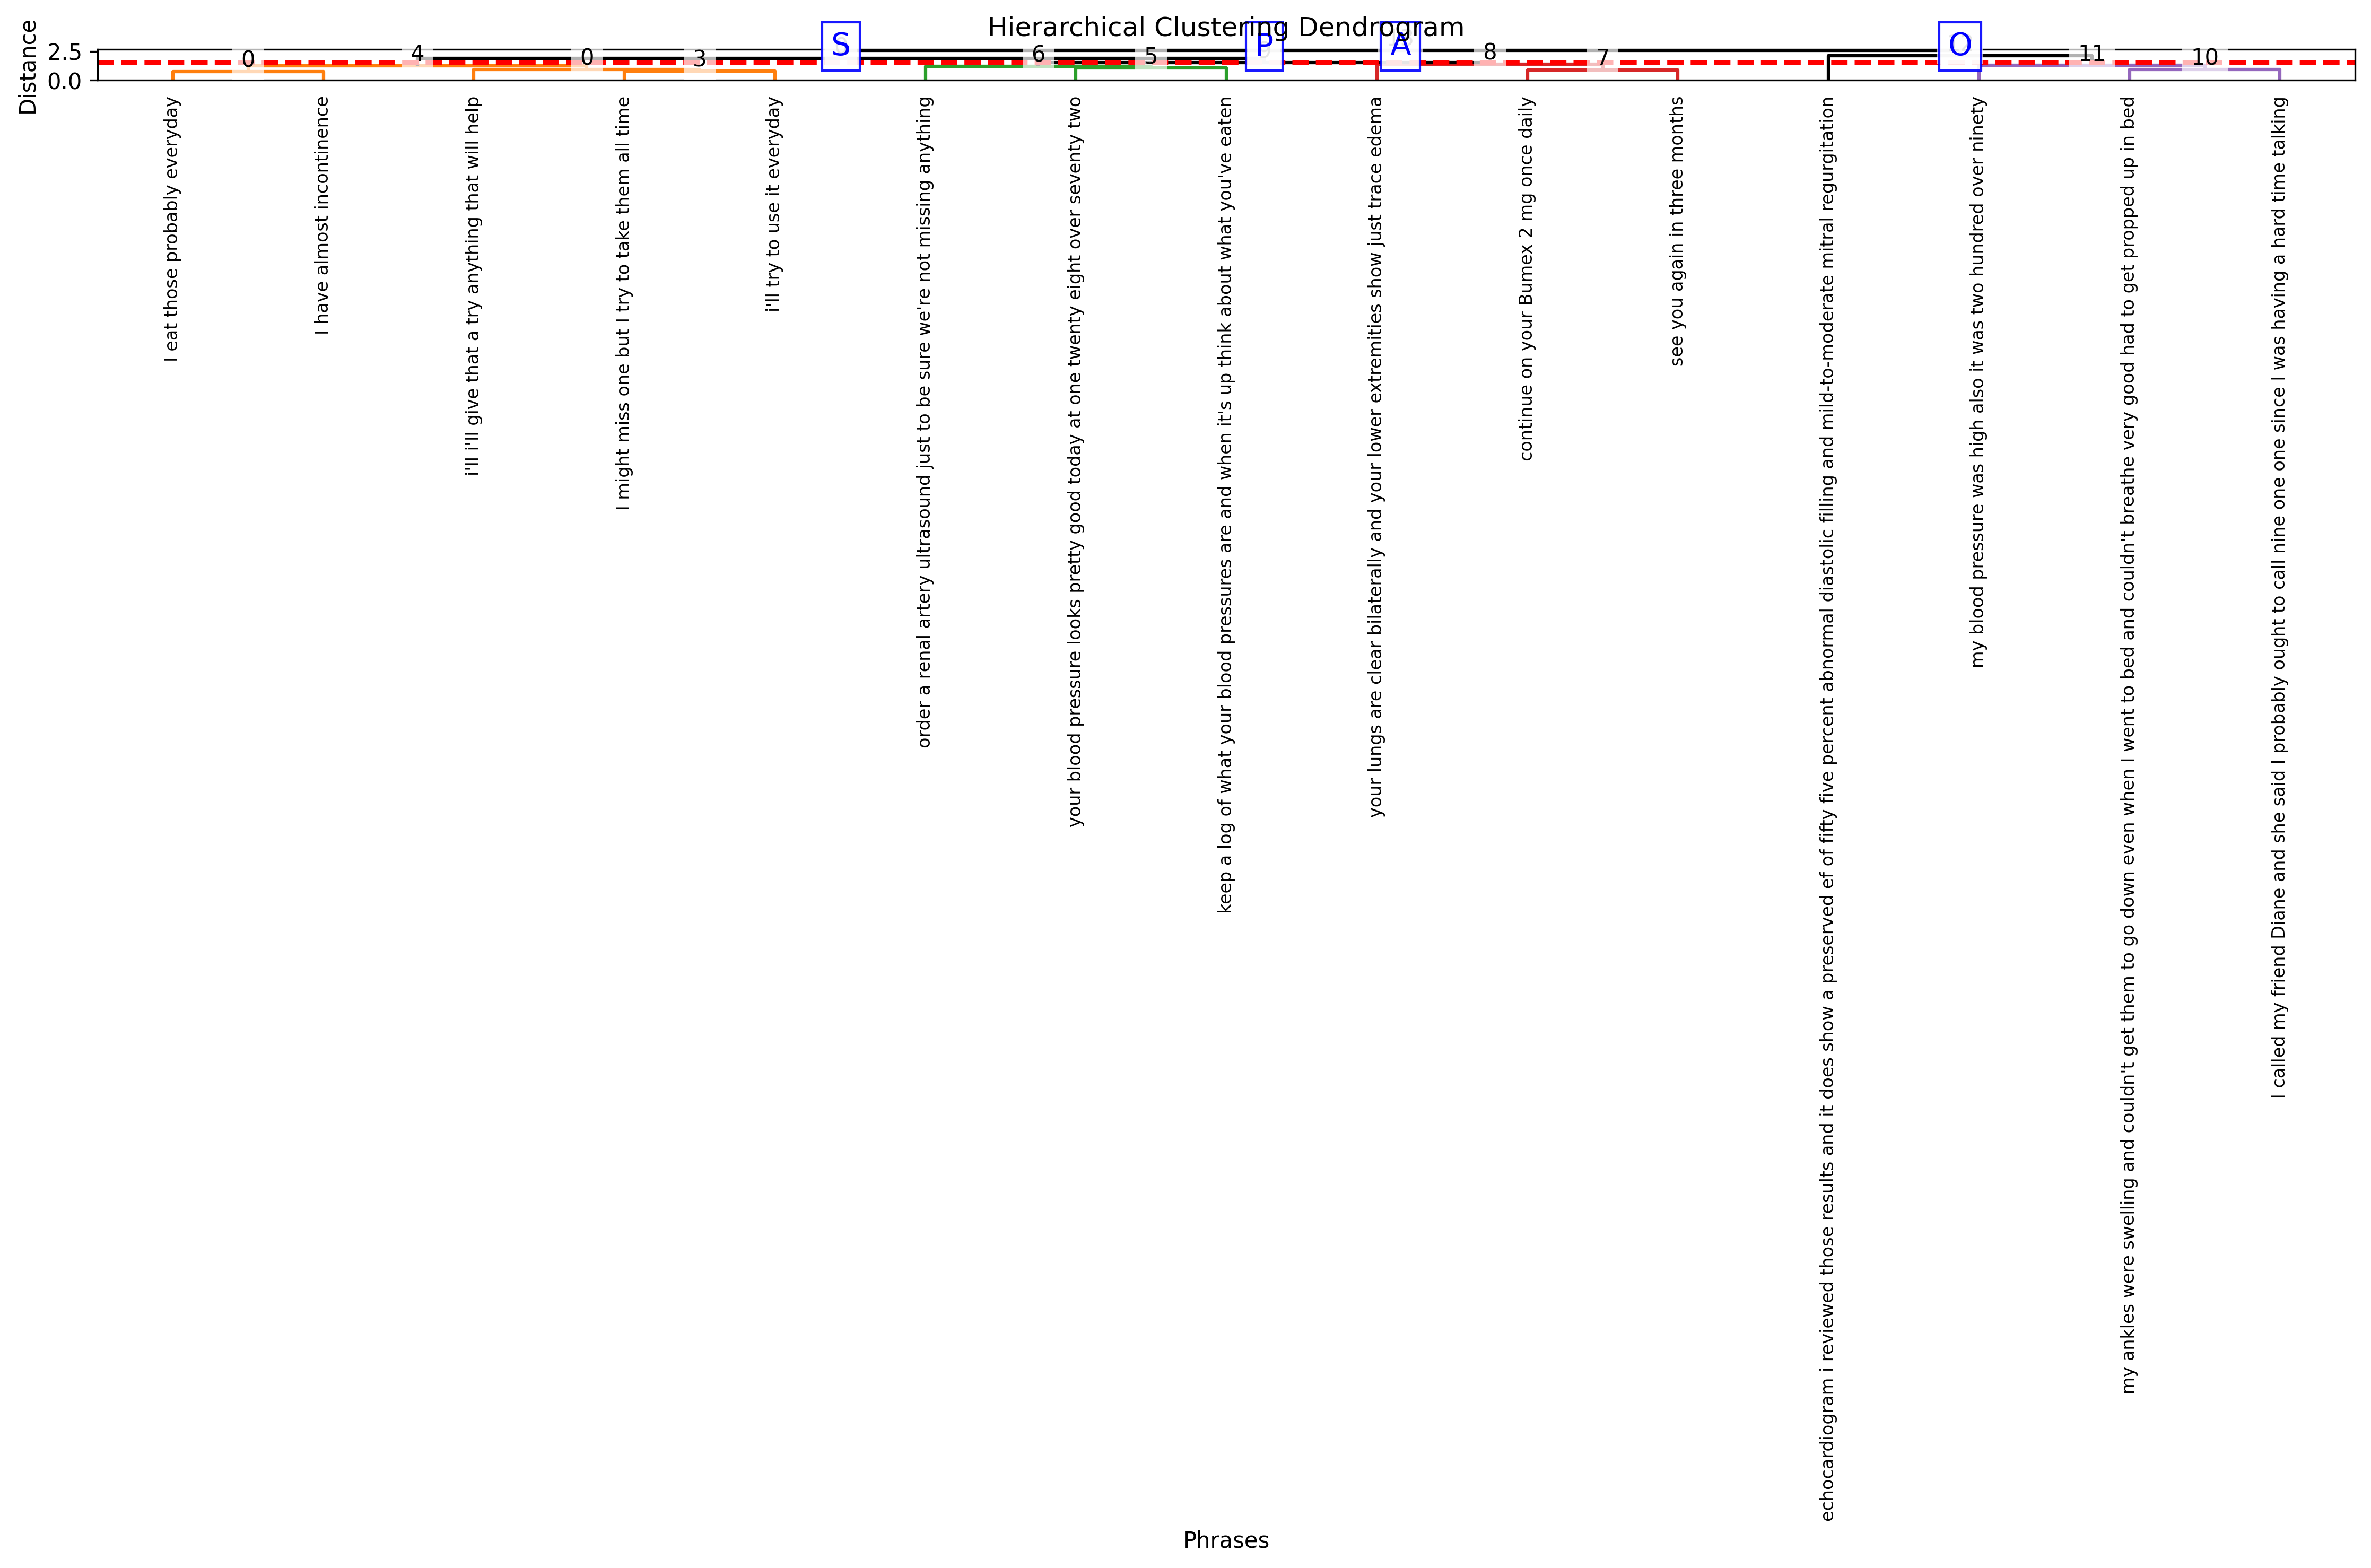 Hierarchical Clustering Dendrogram
Distance
2.5
0.0
S
P
A
O
0
4
0
3
6
5
8
7
11
10
I eat those probably everyday
I have almost incontinence
i'll i'll give that a try anything that will help
I might miss one but I try to take them all time
i'll try to use it everyday
order a renal artery ultrasound just to be sure we're not missing anything
your blood pressure looks pretty good today at one twenty eight over seventy two
keep a log of what your blood pressures are and when it's up think about what you've eaten
your lungs are clear bilaterally and your lower extremities show just trace edema
continue on your Bumex 2 mg once daily
see you again in three months
echocardiogram i reviewed those results and it does show a preserved ef of fifty five percent abnormal diastolic filling and mild-to-moderate mitral regurgitation
my blood pressure was high also it was two hundred over ninety
my ankles were swelling and couldn't get them to go down even when I went to bed and couldn't breathe very good had to get propped up in bed
I called my friend Diane and she said I probably ought to call nine one one since I was having a hard time talking
Phrases